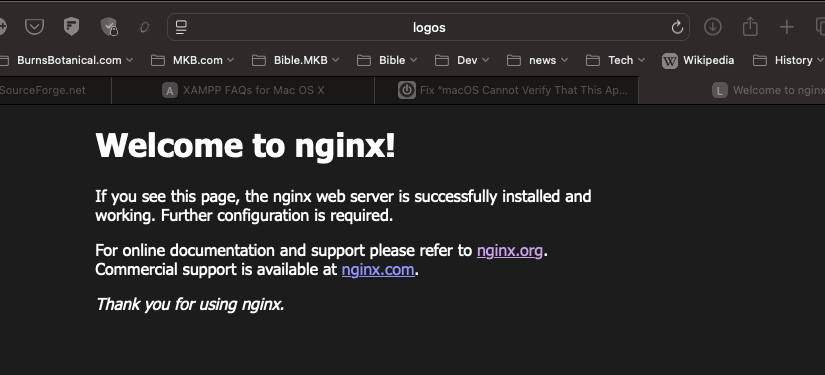 logos
BurnsBotanical.com MKB.com Bible.MKB Bible Dev news Tech W Wikipedia History
SourceForge.net A XAMPP FAQs for Mac OS X Fix “macOS Cannot Verify That This Ap... L Welcome to nginx
Welcome to nginx!
If you see this page, the nginx web server is successfully installed and
working. Further configuration is required.
For online documentation and support please refer to nginx.org.
Commercial support is available at nginx.com.
Thank you for using nginx.